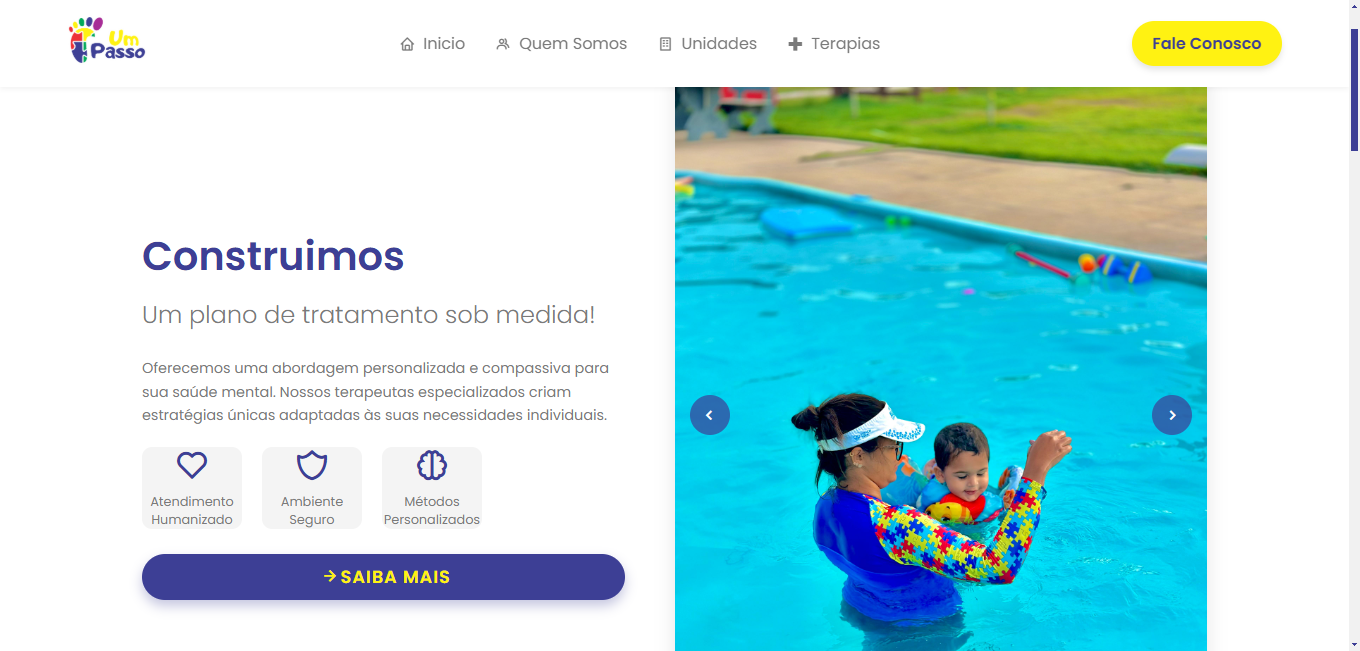 Um
Passo
Inicio
Quem Somos
Unidades
Terapias
Fale Conosco
Construimos
Um plano de tratamento sob medida!
Oferecemos uma abordagem personalizada e compassiva para
sua saúde mental. Nossos terapeutas especializados criam
estratégias únicas adaptadas às suas necessidades individuais.
Atendimento
Humanizado
Ambiente
Seguro
Métodos
Personalizados
SAIBA MAIS